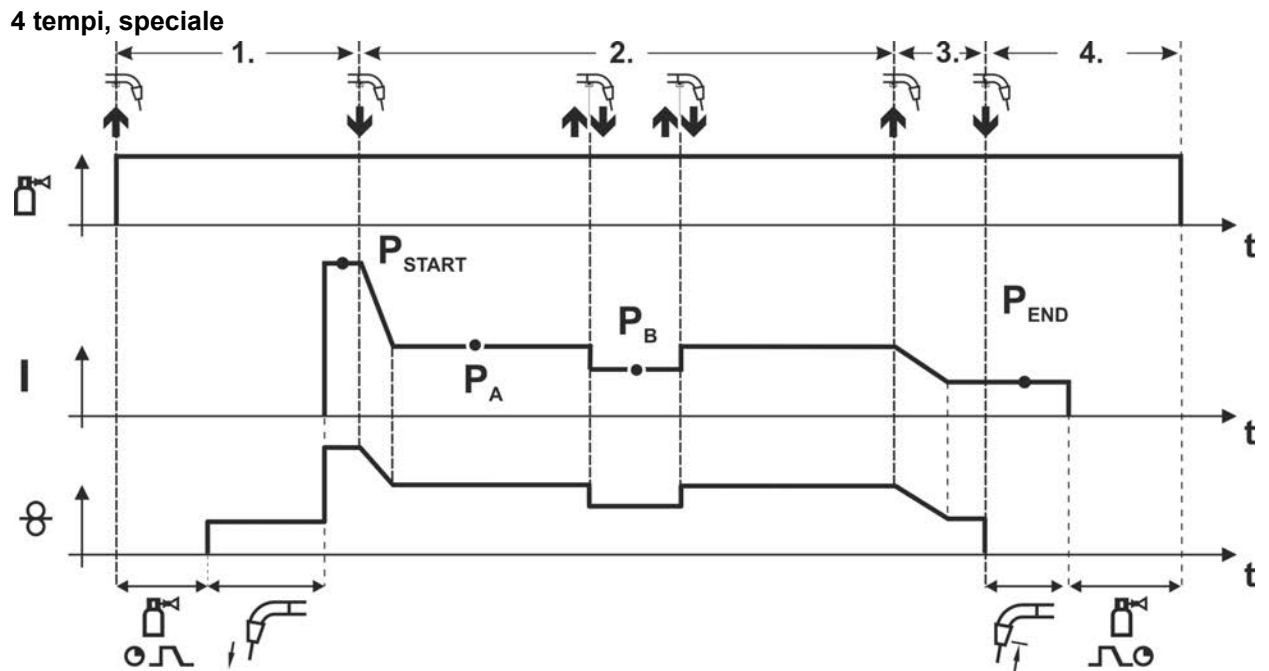 4 tempi, speciale
1. 2. 3. 4.
t
P START
P B
P END
P A
I
t
t